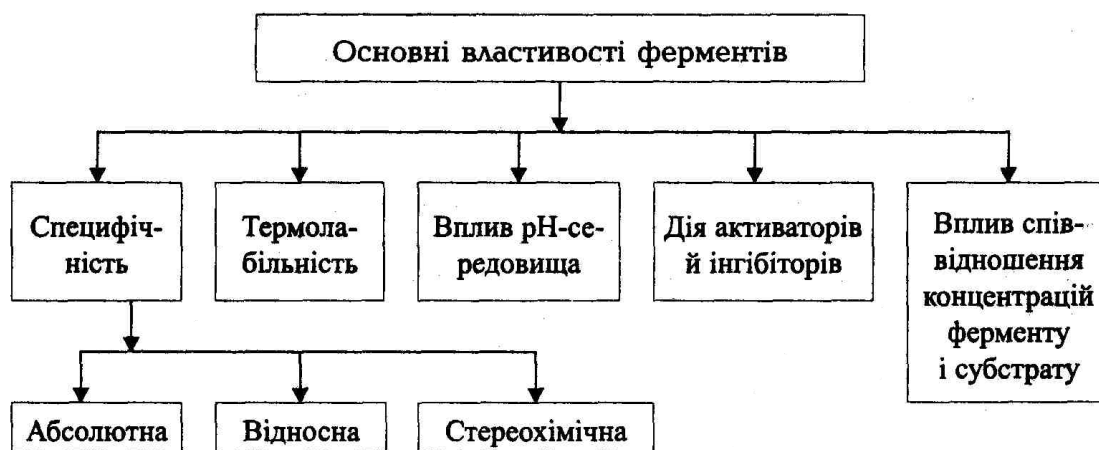 Основні властивості ферментів
Специфіч-
ність
Термола-
більність
Вплив рН-се-
редовища
Дія активаторів
й інгібіторів
Вплив спів-
відношення
концентрацій
ферменту
і субстрату
Абсолютна
Відносна
Стереохімічна